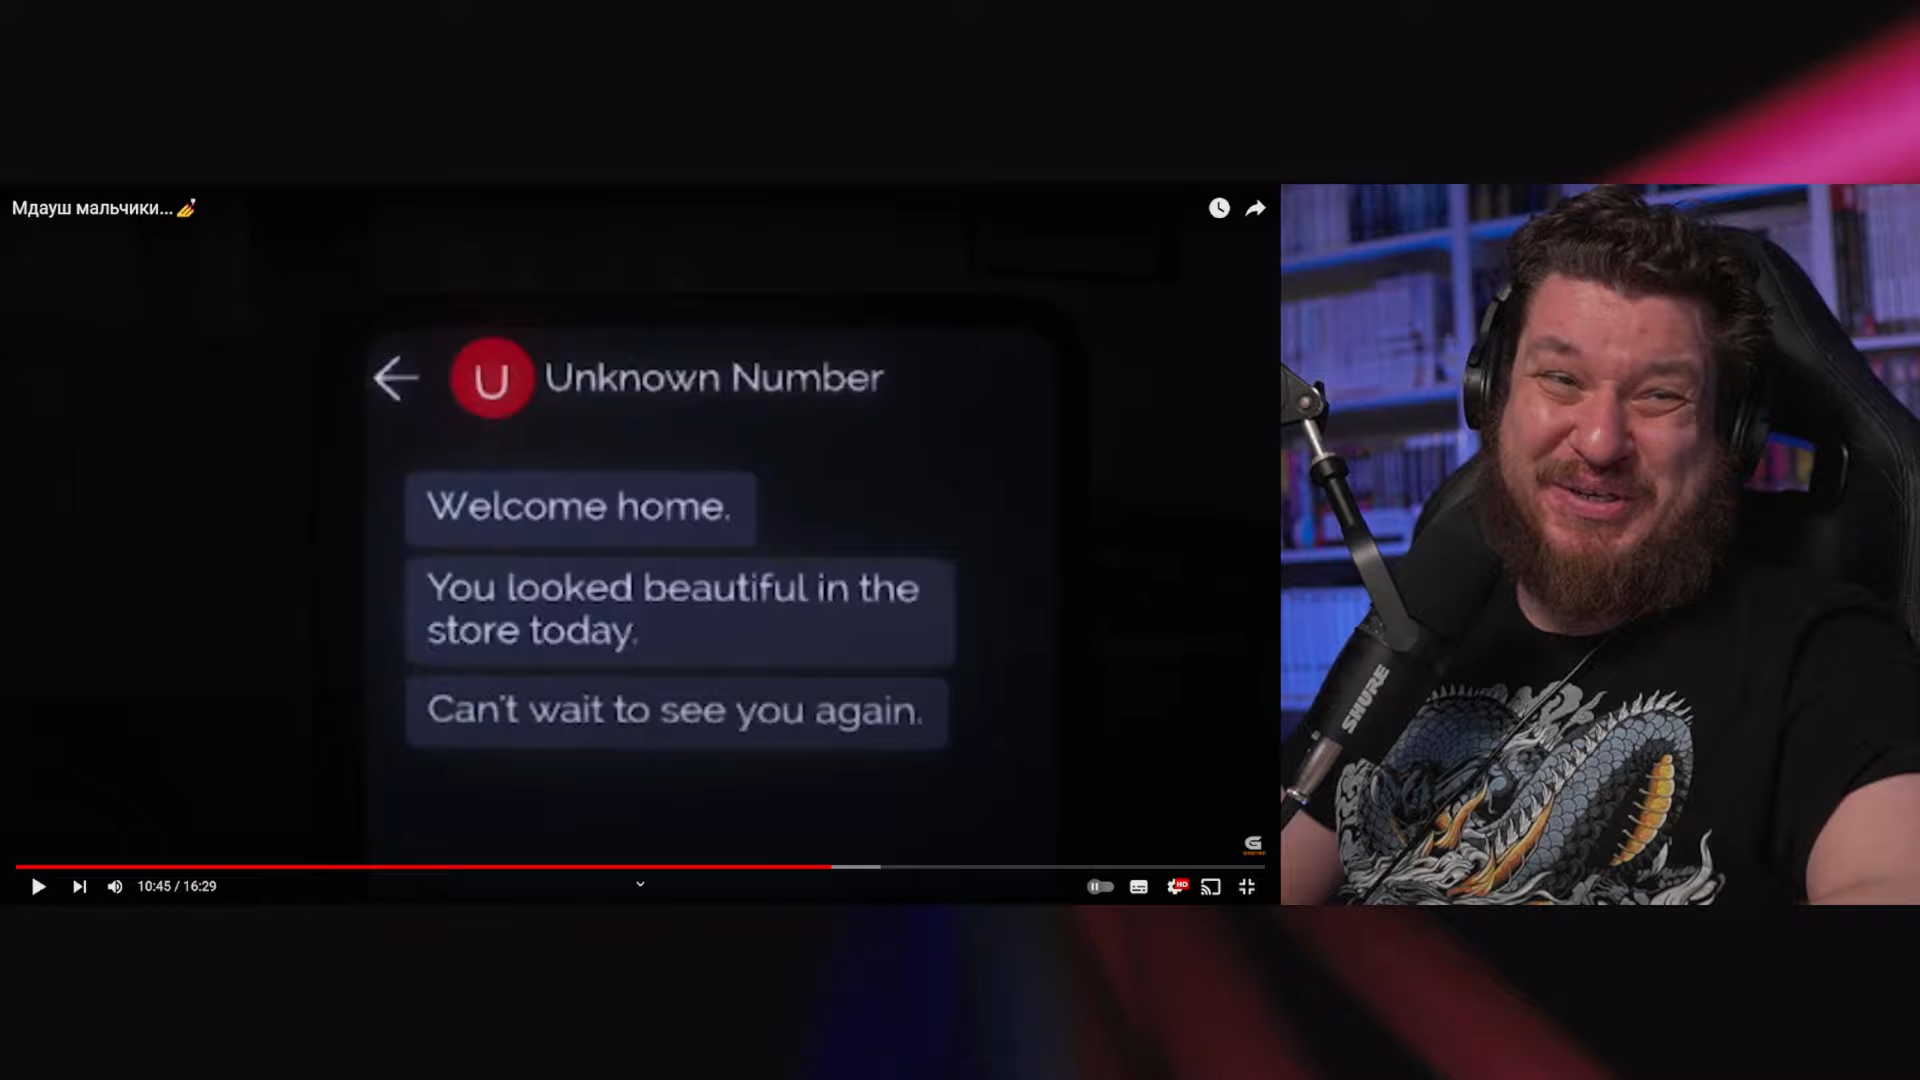 Мдауш мальчики...💅
U Unknown Number
Welcome home.
You looked beautiful in the
store today.
Can't wait to see you again.
SHURE
G
10:45 / 16:29
HD